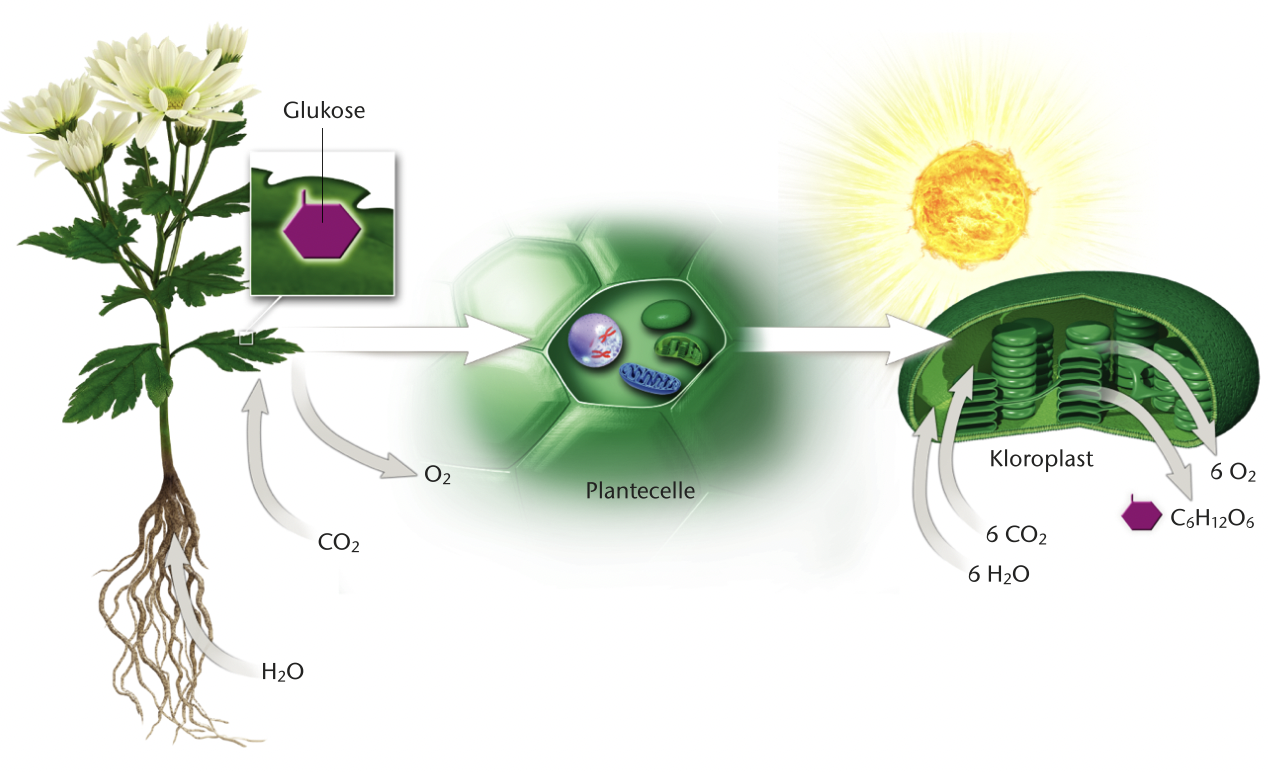 Glukose
O₂
CO₂
H₂O
Plantecelle
Kloroplast
6 O₂
C₆H₁₂O₆
6 CO₂
6 H₂O